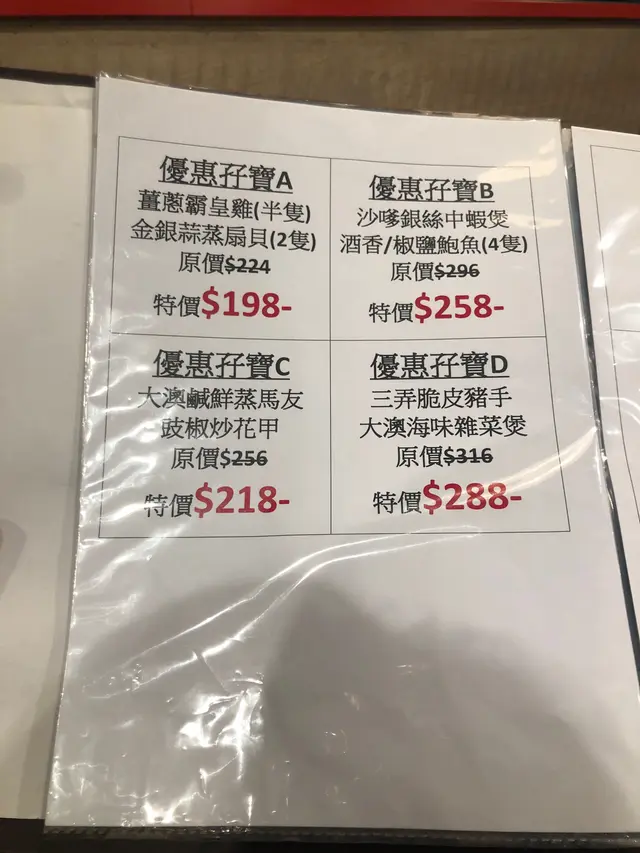 優惠孖寶A
薑蔥霸皇雞(半隻)
金銀蒜蒸扇貝(2隻)
原價$224
特價$198-
優惠孖寶B
沙嗲銀絲中蝦煲
酒香/椒鹽鮑魚(4隻)
原價$296
特價$258-
優惠孖寶C
大澳鹹鮮蒸馬友
豉椒炒花甲
原價$256
特價$218-
優惠孖寶D
三弄脆皮豬手
大澳海味雜菜煲
原價$316
特價$288-